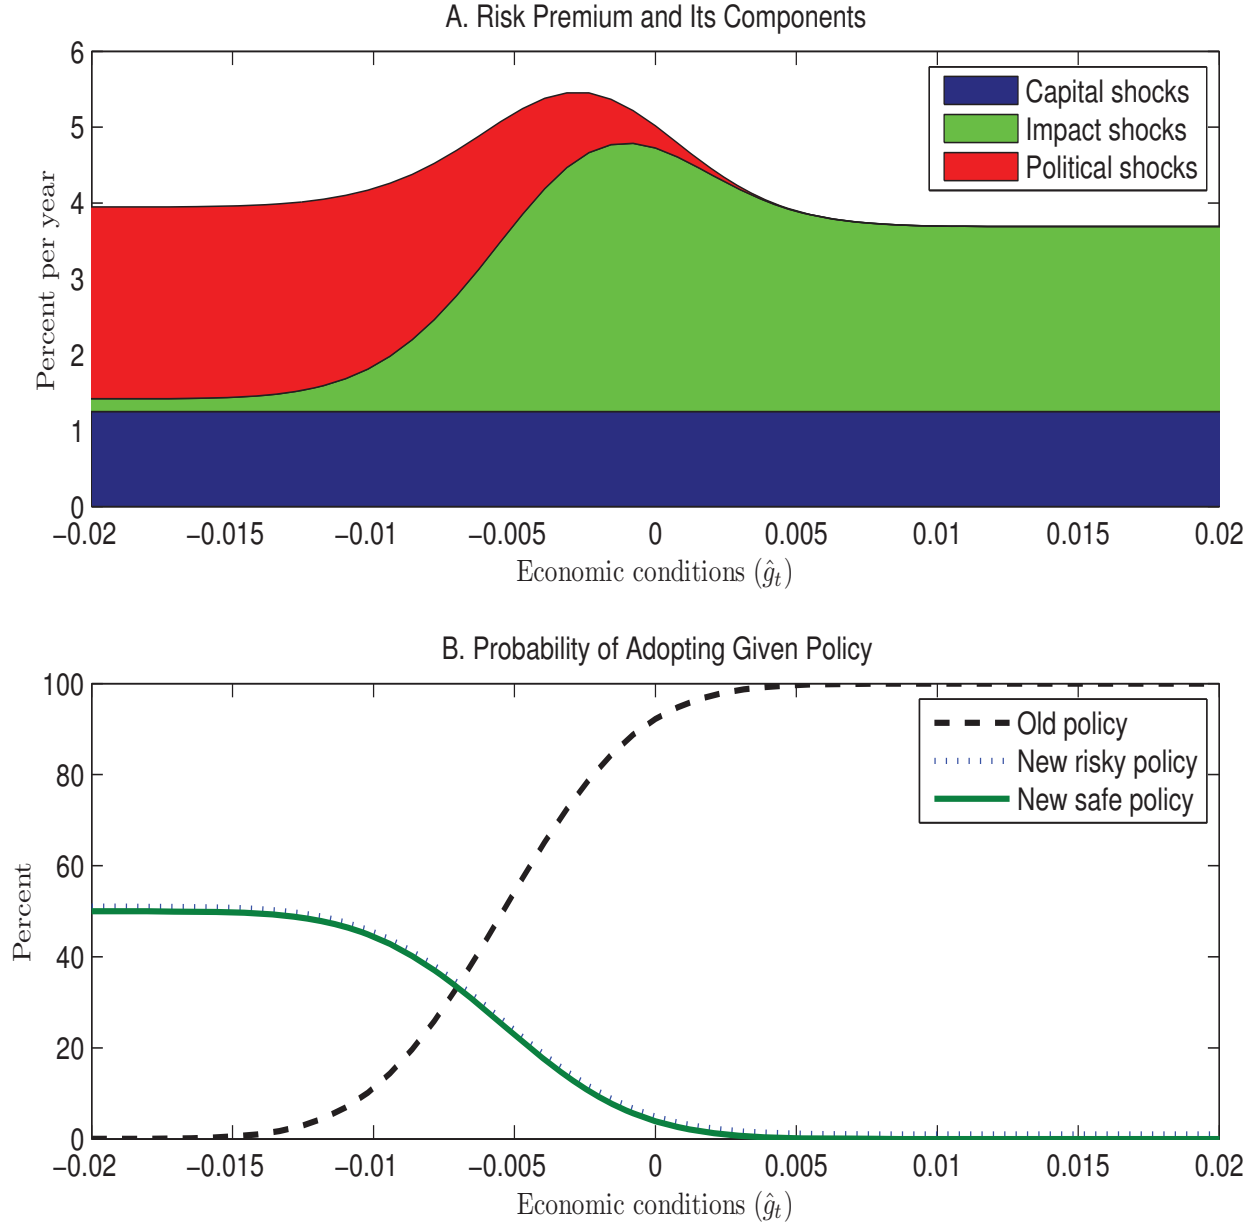 A. Risk Premium and Its Components
6
5
4
3
2
1
0
Percent per year
Capital shocks
Impact shocks
Political shocks
−0.02 −0.015 −0.01 −0.005 0 0.005 0.01 0.015 0.02
Economic conditions (ĝₜ)
B. Probability of Adopting Given Policy
100
80
60
40
20
0
Percent
Old policy
New risky policy
New safe policy
−0.02 −0.015 −0.01 −0.005 0 0.005 0.01 0.015 0.02
Economic conditions (ĝₜ)